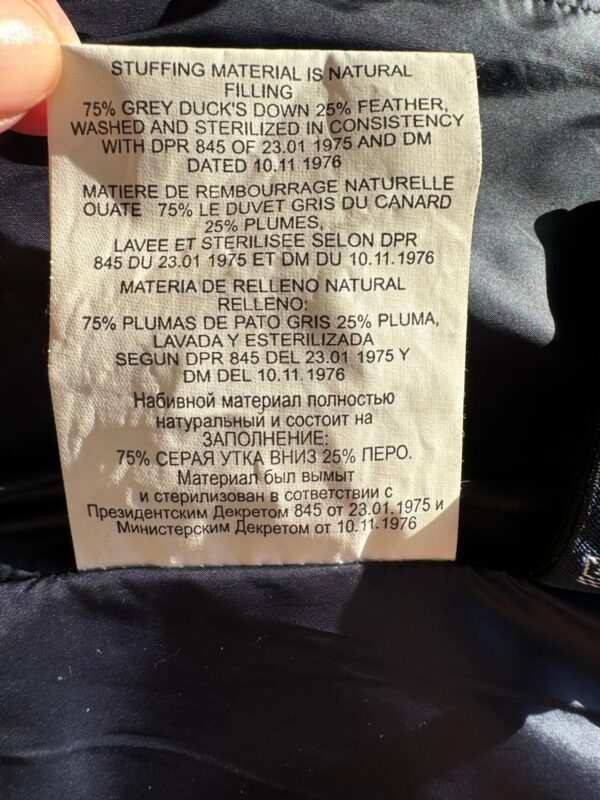 STUFFING MATERIAL IS NATURAL
FILLING
75% GREY DUCK'S DOWN 25% FEATHER,
WASHED AND STERILIZED IN CONSISTENCY
WITH DPR 845 OF 23.01 1975 AND DM
DATED 10.11 1976
MATIERE DE REMBOURRAGE NATURELLE
OUATE 75% LE DUVET GRIS DU CANARD
25% PLUMES,
LAVEE ET STERILISEE SELON DPR
845 DU 23.01 1975 ET DM DU 10.11.1976
MATERIA DE RELLENO NATURAL
RELLENO:
75% PLUMAS DE PATO GRIS 25% PLUMA,
LAVADA Y ESTERILIZADA
SEGUN DPR 845 DEL 23.01 1975 Y
DM DEL 10.11.1976
Набивной материал полностью
натуральный и состоит на
ЗАПОЛНЕНИЕ:
75% СЕРАЯ УТКА ВНИЗ 25% ПЕРО.
Материал был вымыт
и стерилизован в соответствии с
Президентским Декретом 845 от 23.01.1975 и
Министерским Декретом от 10.11.1976